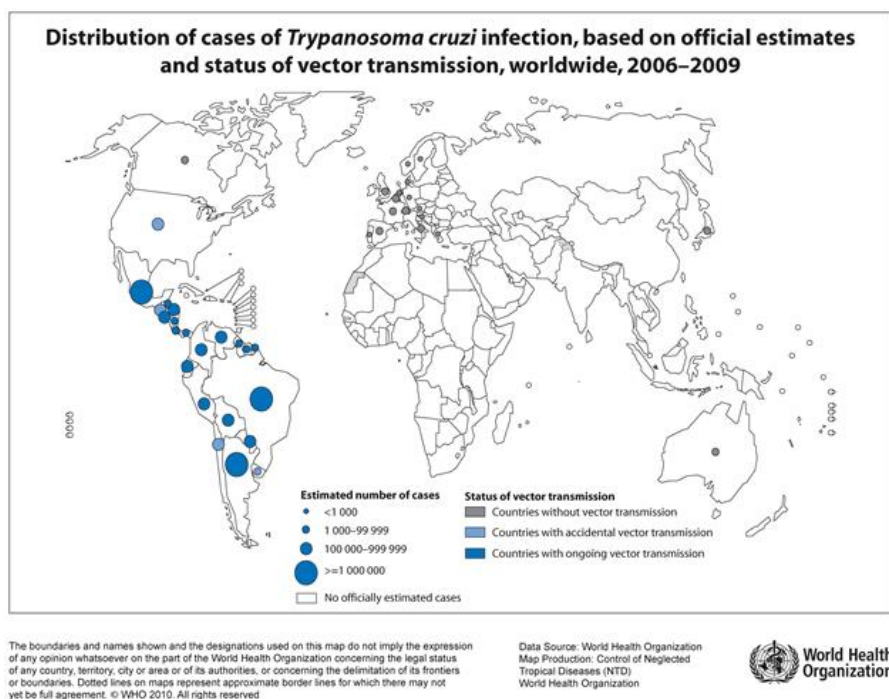 Distribution of cases of Trypanosoma cruzi infection, based on official estimates
and status of vector transmission, worldwide, 2006–2009
Estimated number of cases
<1 000
1 000–99 999
100 000–999 999
>=1 000 000
No officially estimated cases
Status of vector transmission
Countries without vector transmission
Countries with accidental vector transmission
Countries with ongoing vector transmission
The boundaries and names shown and the designations used on this map do not imply the expression
of any opinion whatsoever on the part of the World Health Organization concerning the legal status
of any country, territory, city or area or of its authorities, or concerning the delimitation of its frontiers
or boundaries. Dotted lines on maps represent approximate border lines for which there may not
yet be full agreement. © WHO 2010. All rights reserved
Data Source: World Health Organization
Map Production: Control of Neglected
Tropical Diseases (NTD)
World Health Organization
World Health
Organization